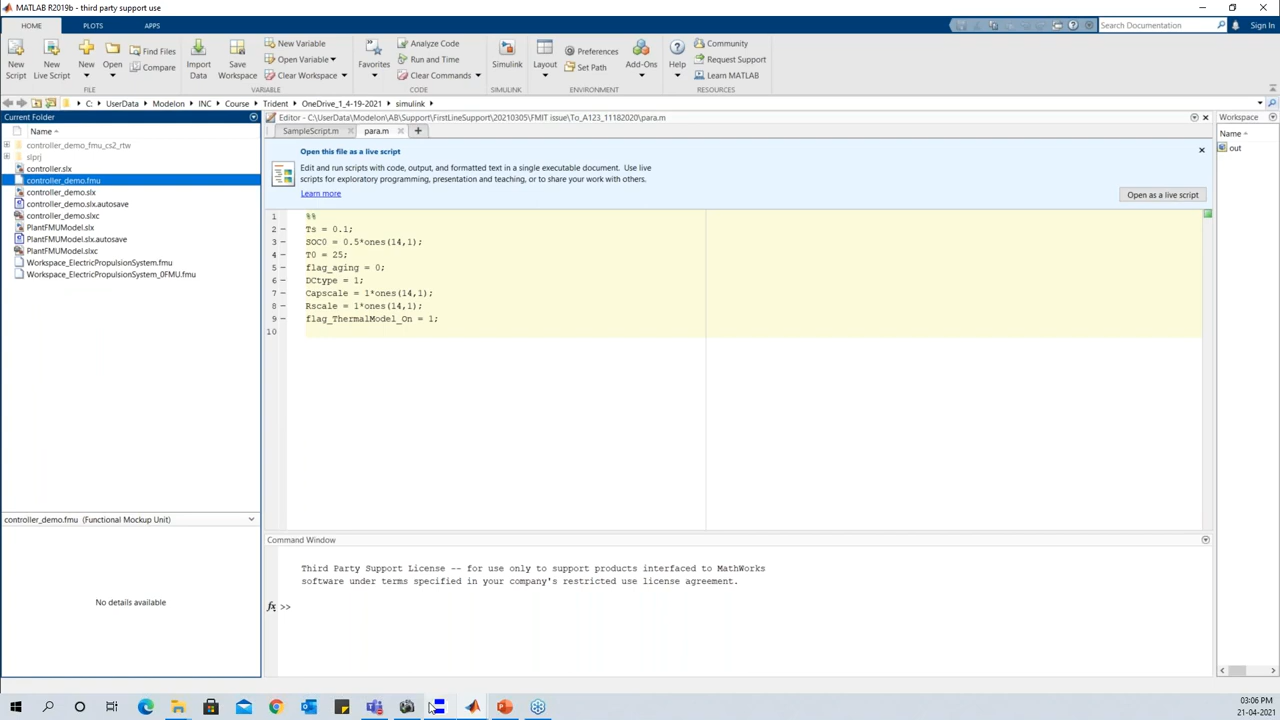 MATLAB R2019b - third party support use
HOME PLOTS APPS
Search Documentation Sign In
New Script
New Live Script
New
Open
Find Files
Compare
Import Data
Save Workspace
New Variable
Open Variable
Clear Workspace
Favorites
Analyze Code
Run and Time
Clear Commands
Simulink
Layout
Preferences
Set Path
Add-Ons
Help
Community
Request Support
Learn MATLAB
FILE VARIABLE CODE SIMULINK ENVIRONMENT RESOURCES
C: UserData Modelon INC Course Trident OneDrive_1_4-19-2021 simulink
Current Folder
Name
controller_demo_fmu_cs2_rtw
slprj
controller.slx
controller_demo.fmu
controller_demo.slx
controller_demo.slx.autosave
controller_demo.slxc
PlantFMUModel.slx
PlantFMUModel.slx.autosave
PlantFMUModel.slxc
Workspace_ElectricPropulsionSystem.fmu
Workspace_ElectricPropulsionSystem_0FMU.fmu
controller_demo.fmu (Functional Mockup Unit)
No details available
Editor - C:\UserData\Modelon\AB\Support\FirstLineSupport\20210305\FMIT issue\To_A123_11182020\para.m
SampleScript.m para.m
Open this file as a live script
Edit and run scripts with code, output, and formatted text in a single executable document. Use live
scripts for exploratory programming, presentation and teaching, or to share your work with others.
Learn more
Open as a live script
1 %%
2 Ts = 0.1;
3 SOC0 = 0.5*ones(14,1);
4 T0 = 25;
5 flag_aging = 0;
6 DCtype = 1;
7 Capscale = 1*ones(14,1);
8 Rscale = 1*ones(14,1);
9 flag_ThermalModel_On = 1;
10
Command Window
Third Party Support License -- for use only to support products interfaced to MathWorks
software under terms specified in your company's restricted use license agreement.
fx >>
Workspace
Name
out
03:06 PM
21-04-2021